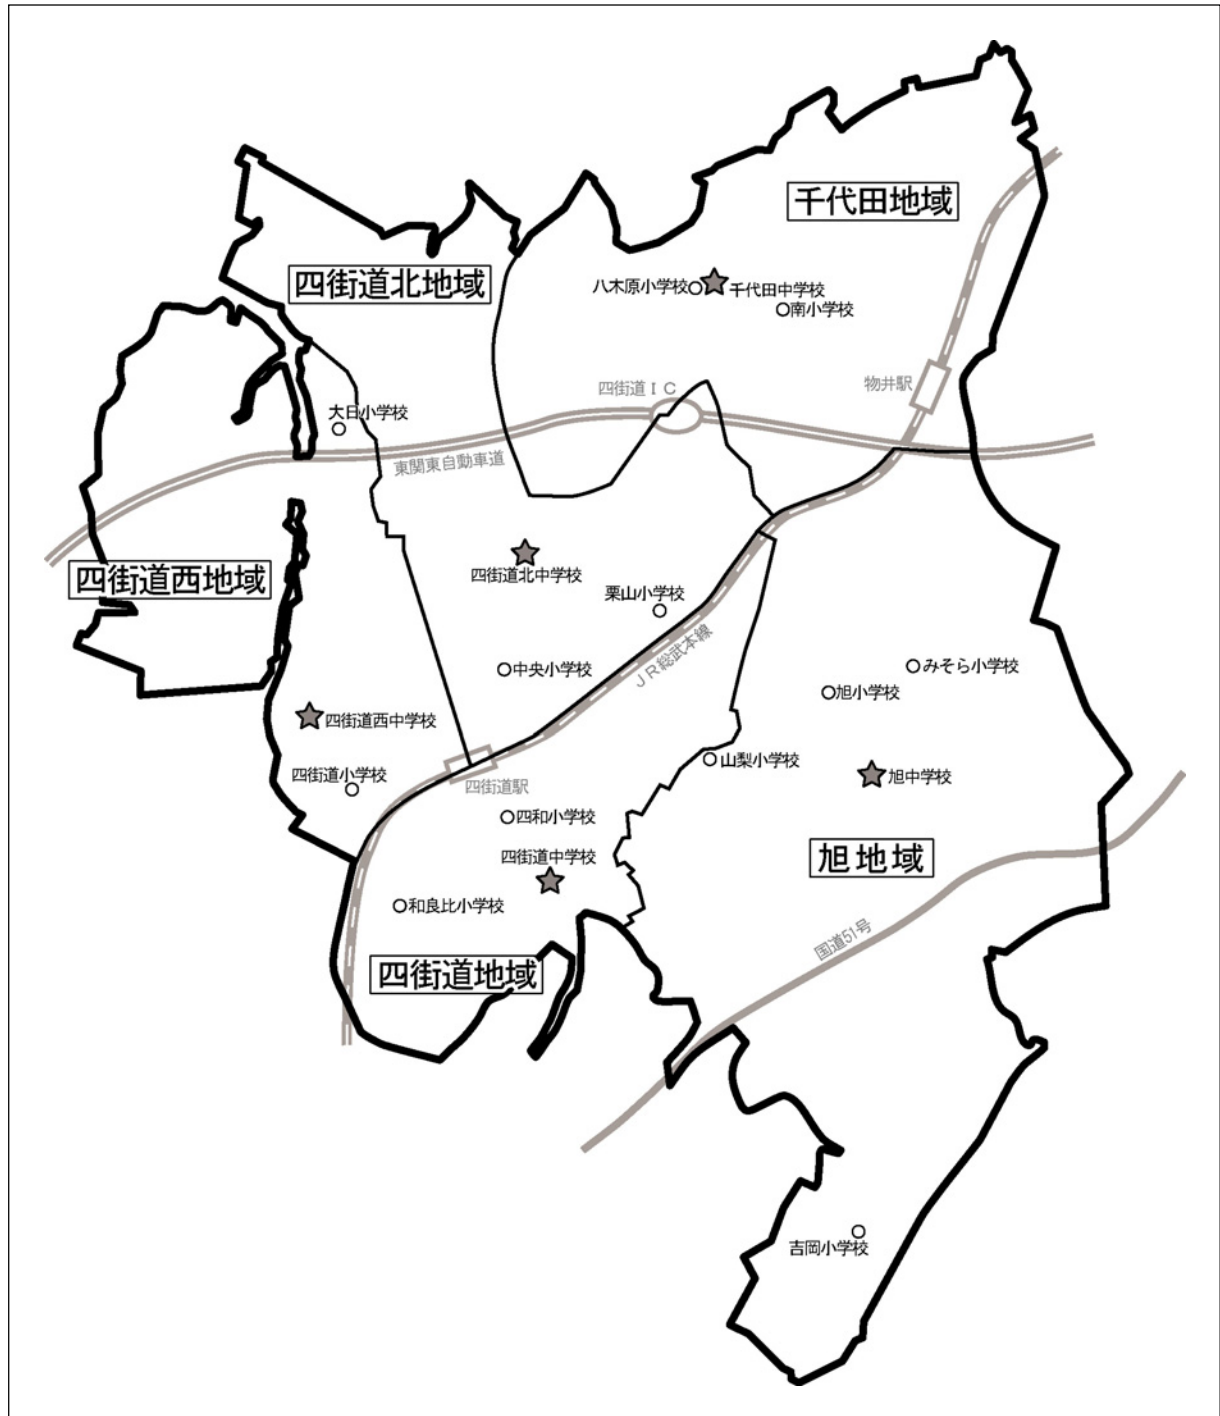 千代田地域
四街道北地域
八木原小学校
千代田中学校
南小学校
物井駅
四街道ＩＣ
大日小学校
東関東自動車道
四街道西地域
四街道北中学校
栗山小学校
ＪＲ総武本線
中央小学校
みそら小学校
旭小学校
四街道西中学校
山梨小学校
四街道小学校
四街道駅
旭中学校
四和小学校
四街道中学校
旭地域
和良比小学校
国道51号
四街道地域
吉岡小学校